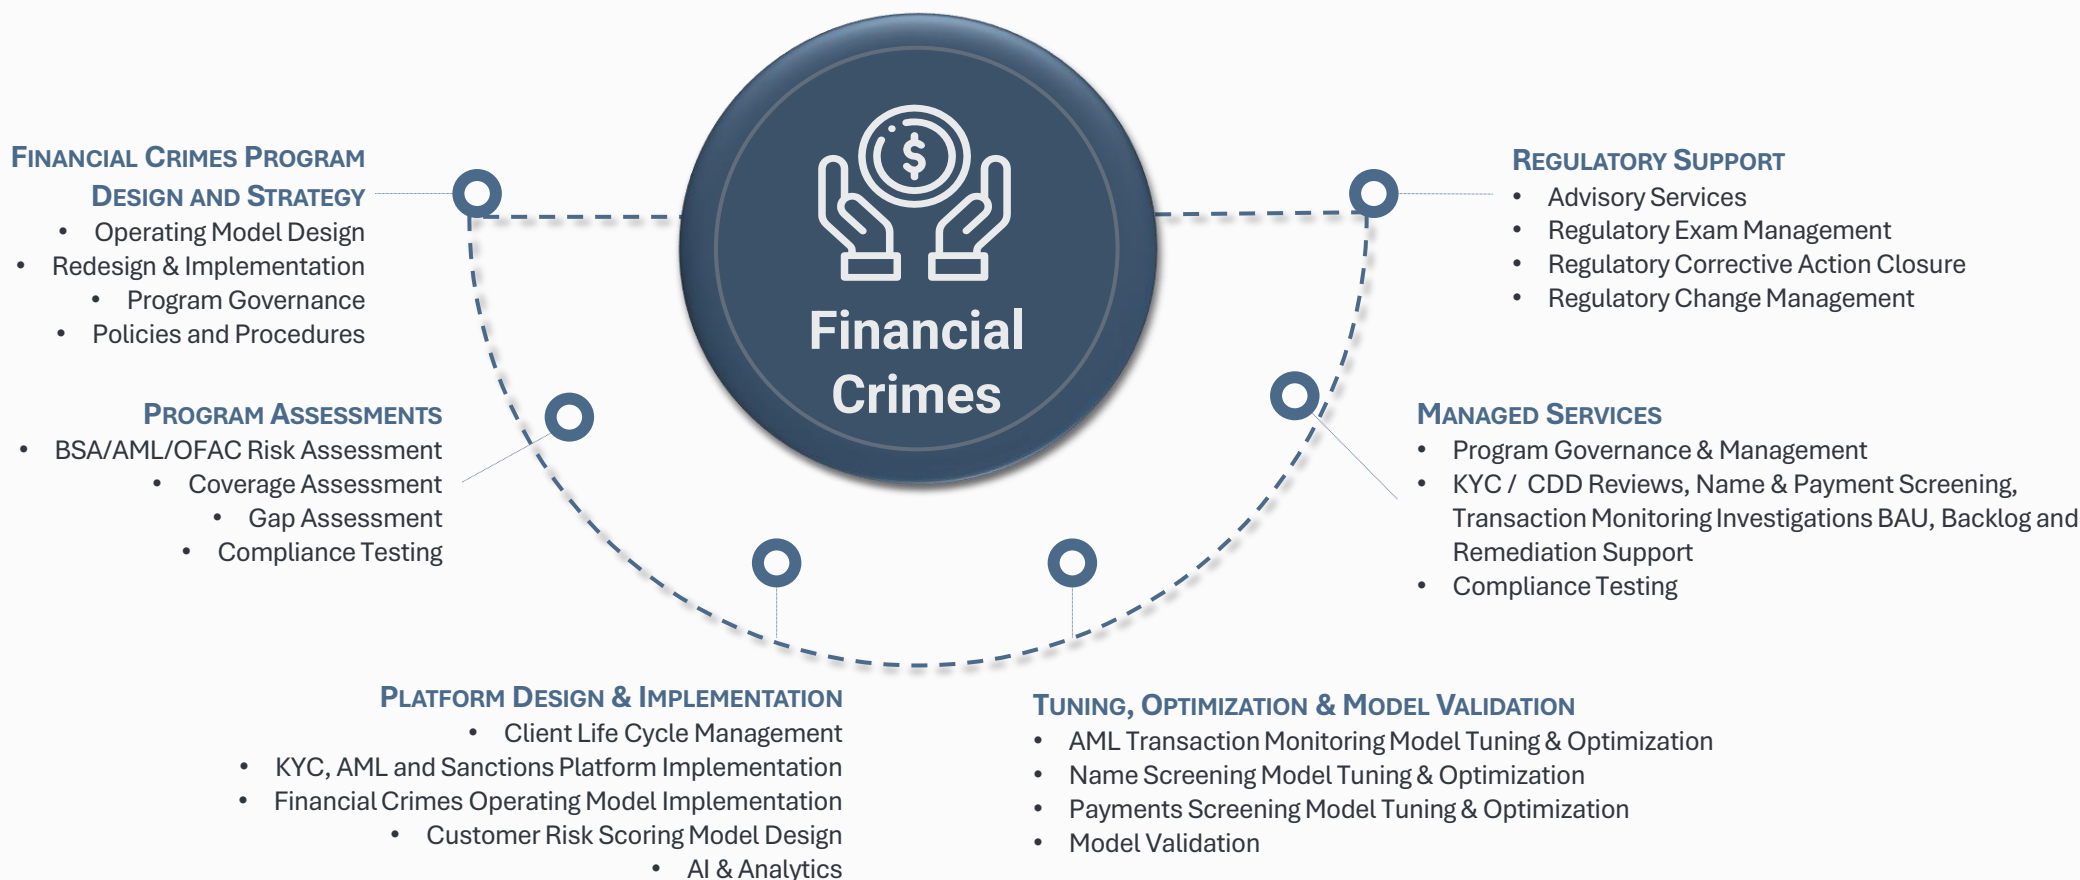 Financial
Crimes
FINANCIAL CRIMES PROGRAM
DESIGN AND STRATEGY
• Operating Model Design
• Redesign & Implementation
• Program Governance
• Policies and Procedures
PROGRAM ASSESSMENTS
• BSA/AML/OFAC Risk Assessment
• Coverage Assessment
• Gap Assessment
• Compliance Testing
PLATFORM DESIGN & IMPLEMENTATION
• Client Life Cycle Management
• KYC, AML and Sanctions Platform Implementation
• Financial Crimes Operating Model Implementation
• Customer Risk Scoring Model Design
• AI & Analytics
TUNING, OPTIMIZATION & MODEL VALIDATION
• AML Transaction Monitoring Model Tuning & Optimization
• Name Screening Model Tuning & Optimization
• Payments Screening Model Tuning & Optimization
• Model Validation
MANAGED SERVICES
• Program Governance & Management
• KYC / CDD Reviews, Name & Payment Screening,
Transaction Monitoring Investigations BAU, Backlog and
Remediation Support
• Compliance Testing
REGULATORY SUPPORT
• Advisory Services
• Regulatory Exam Management
• Regulatory Corrective Action Closure
• Regulatory Change Management
$